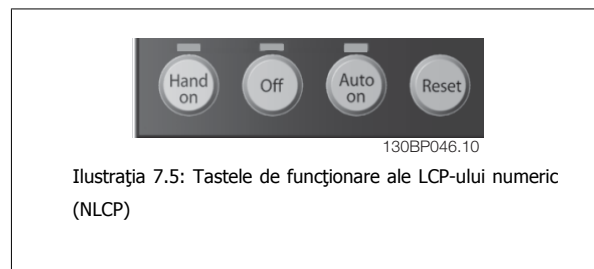 Hand on
Off
Auto on
Reset
130BP046.10
Ilustraţia 7.5: Tastele de funcţionare ale LCP-ului numeric
(NLCP)